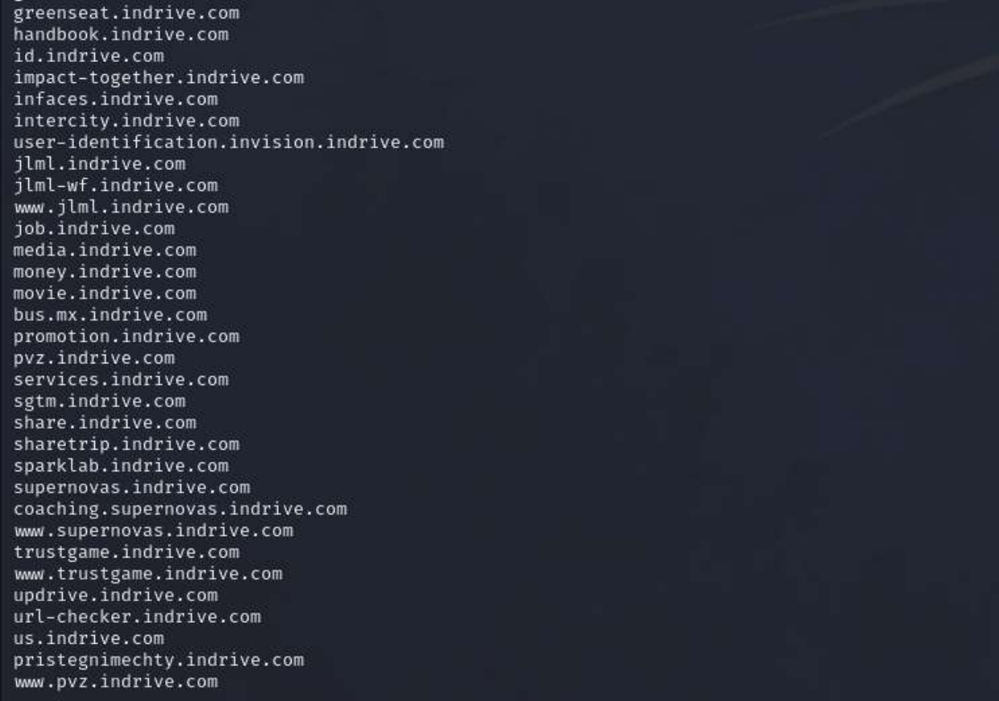 greenseat.indrive.com
handbook.indrive.com
id.indrive.com
impact-together.indrive.com
infaces.indrive.com
intercity.indrive.com
user-identification.invision.indrive.com
jlml.indrive.com
jlml-wf.indrive.com
www.jlml.indrive.com
job.indrive.com
media.indrive.com
money.indrive.com
movie.indrive.com
bus.mx.indrive.com
promotion.indrive.com
pvz.indrive.com
services.indrive.com
sgtm.indrive.com
share.indrive.com
sharetrip.indrive.com
sparklab.indrive.com
supernovas.indrive.com
coaching.supernovas.indrive.com
www.supernovas.indrive.com
trustgame.indrive.com
www.trustgame.indrive.com
updrive.indrive.com
url-checker.indrive.com
us.indrive.com
pristegnimechty.indrive.com
www.pvz.indrive.com